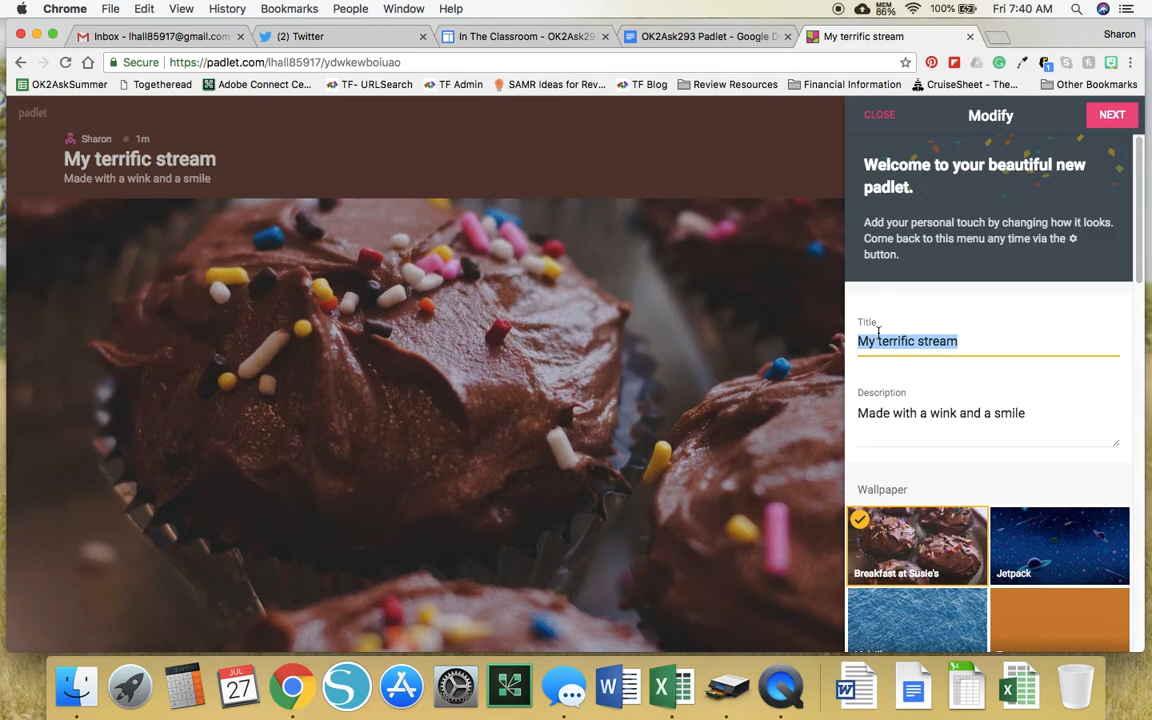 Chrome File Edit View History Bookmarks People Window Help
MEM 86% 100% Fri 7:40 AM
Inbox - lhall85917@gmail.com
(2) Twitter
In The Classroom - OK2Ask29
OK2Ask293 Padlet - Google D
My terrific stream
Sharon
Secure https://padlet.com/lhall85917/ydwkewboiuao
OK2AskSummer
Togetheread
Adobe Connect Ce...
TF- URLSearch
TF Admin
SAMR Ideas for Rev...
TF Blog
Review Resources
Financial Information
CruiseSheet - The...
Other Bookmarks
padlet
Sharon 1m
My terrific stream
Made with a wink and a smile
CLOSE
Modify
NEXT
Welcome to your beautiful new
padlet.
Add your personal touch by changing how it looks.
Come back to this menu any time via the
button.
Title
My terrific stream
Description
Made with a wink and a smile
Wallpaper
Breakfast at Susie's
Jetpack
JUL
27